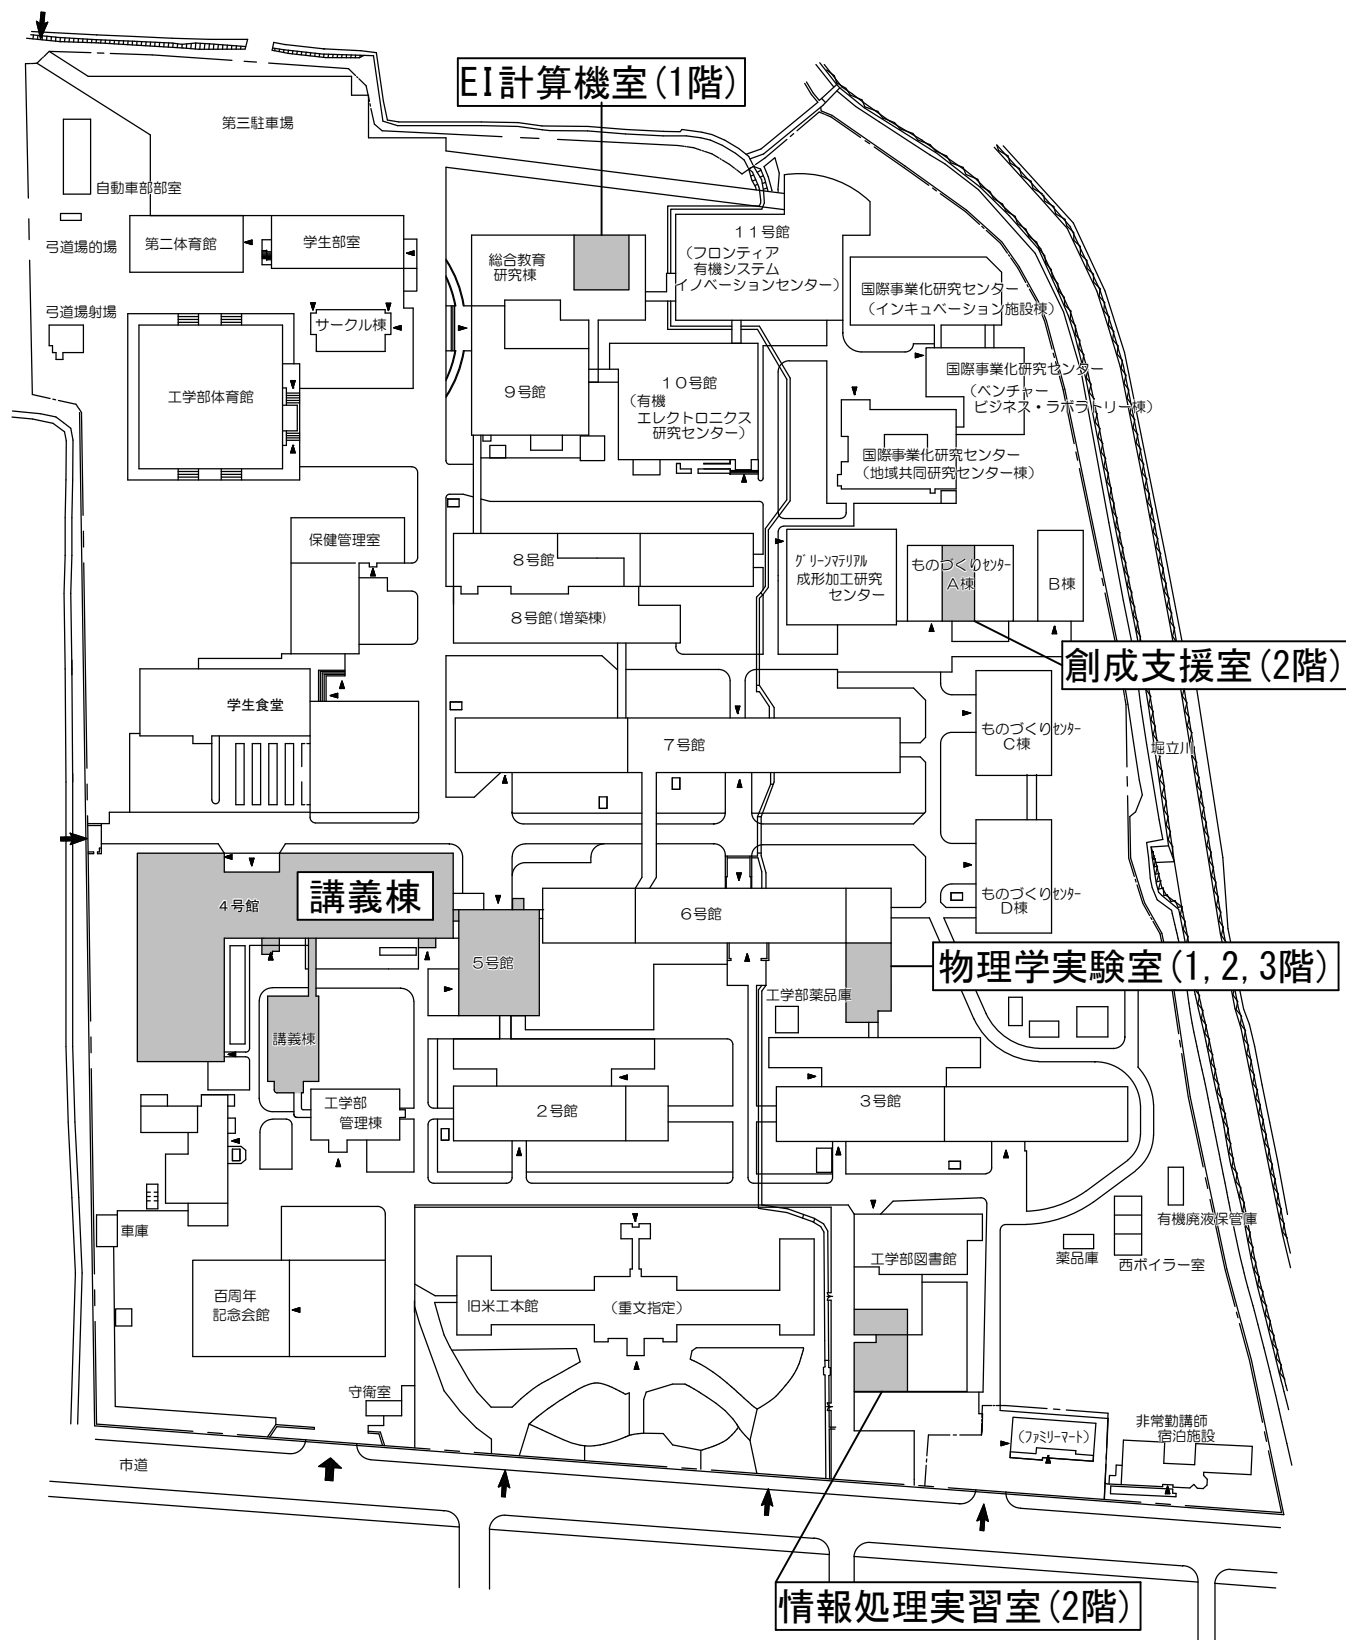 EI計算機室(1階)
第三駐車場
自動車部部室
弓道場的場
第二体育館
学生部室
総合教育
研究棟
11号館
(フロンティア
有機システム
イノベーションセンター)
国際事業化研究センター
(インキュベーション施設棟)
弓道場射場
サークル棟
工学部体育館
9号館
10号館
(有機
エレクトロニクス
研究センター)
国際事業化研究センター
(ベンチャー
ビジネス・ラボラトリー棟)
国際事業化研究センター
(地域共同研究センター棟)
保健管理室
8号館
8号館(増築棟)
グリーンマテリアル
成形加工研究
センター
ものづくりセンター
A棟
B棟
創成支援室(2階)
学生食堂
7号館
ものづくりセンター
C棟
堀立川
4号館
講義棟
6号館
ものづくりセンター
D棟
5号館
物理学実験室(1,2,3階)
工学部薬品庫
講義棟
工学部
管理棟
2号館
3号館
車庫
有機廃液保管庫
薬品庫
西ボイラー室
工学部図書館
百周年
記念会館
旧米工本館
(重文指定)
守衛室
(ファミリーマート)
非常勤講師
宿泊施設
市道
情報処理実習室(2階)